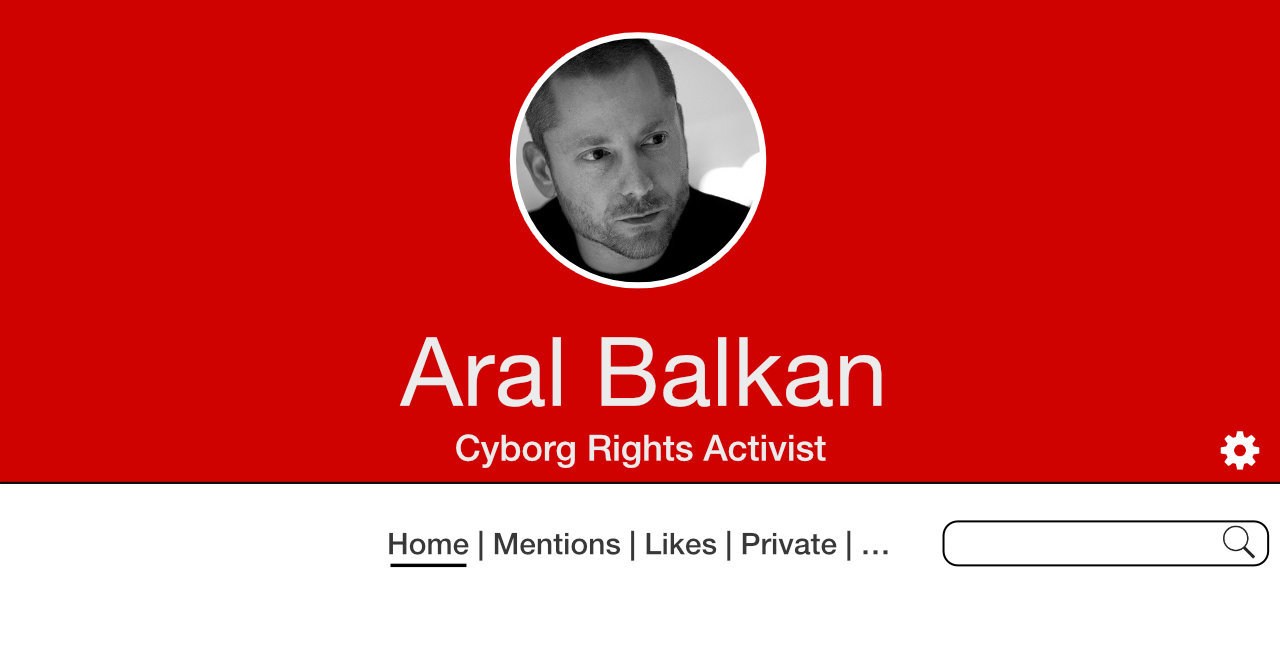 Aral Balkan
Cyborg Rights Activist
Home | Mentions | Likes | Private | ...